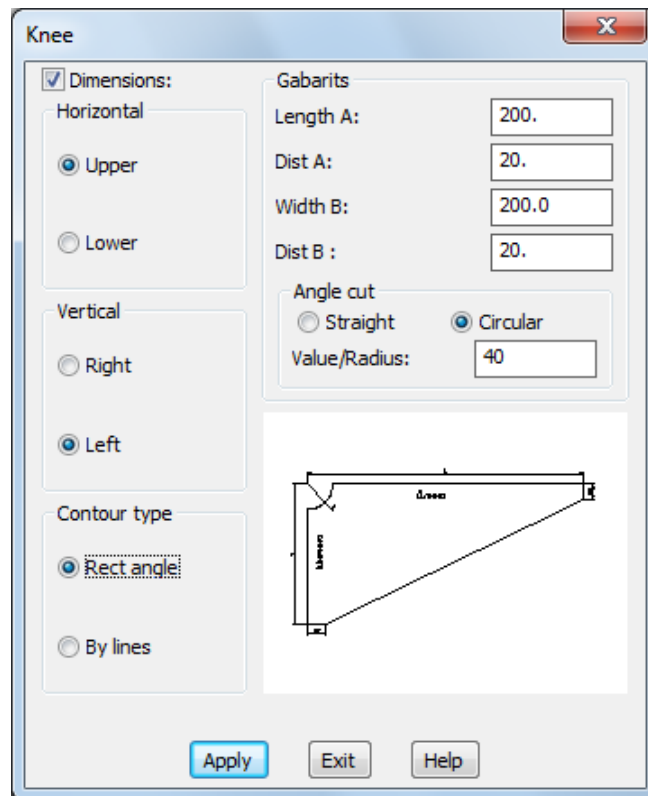 Knee
Dimensions:
Horizontal
Upper
Lower
Vertical
Right
Left
Contour type
Rect angle
By lines
Gabarits
Length A:
200.
Dist A:
20.
Width B:
200.0
Dist B :
20.
Angle cut
Straight
Circular
Value/Radius:
40
Apply
Exit
Help